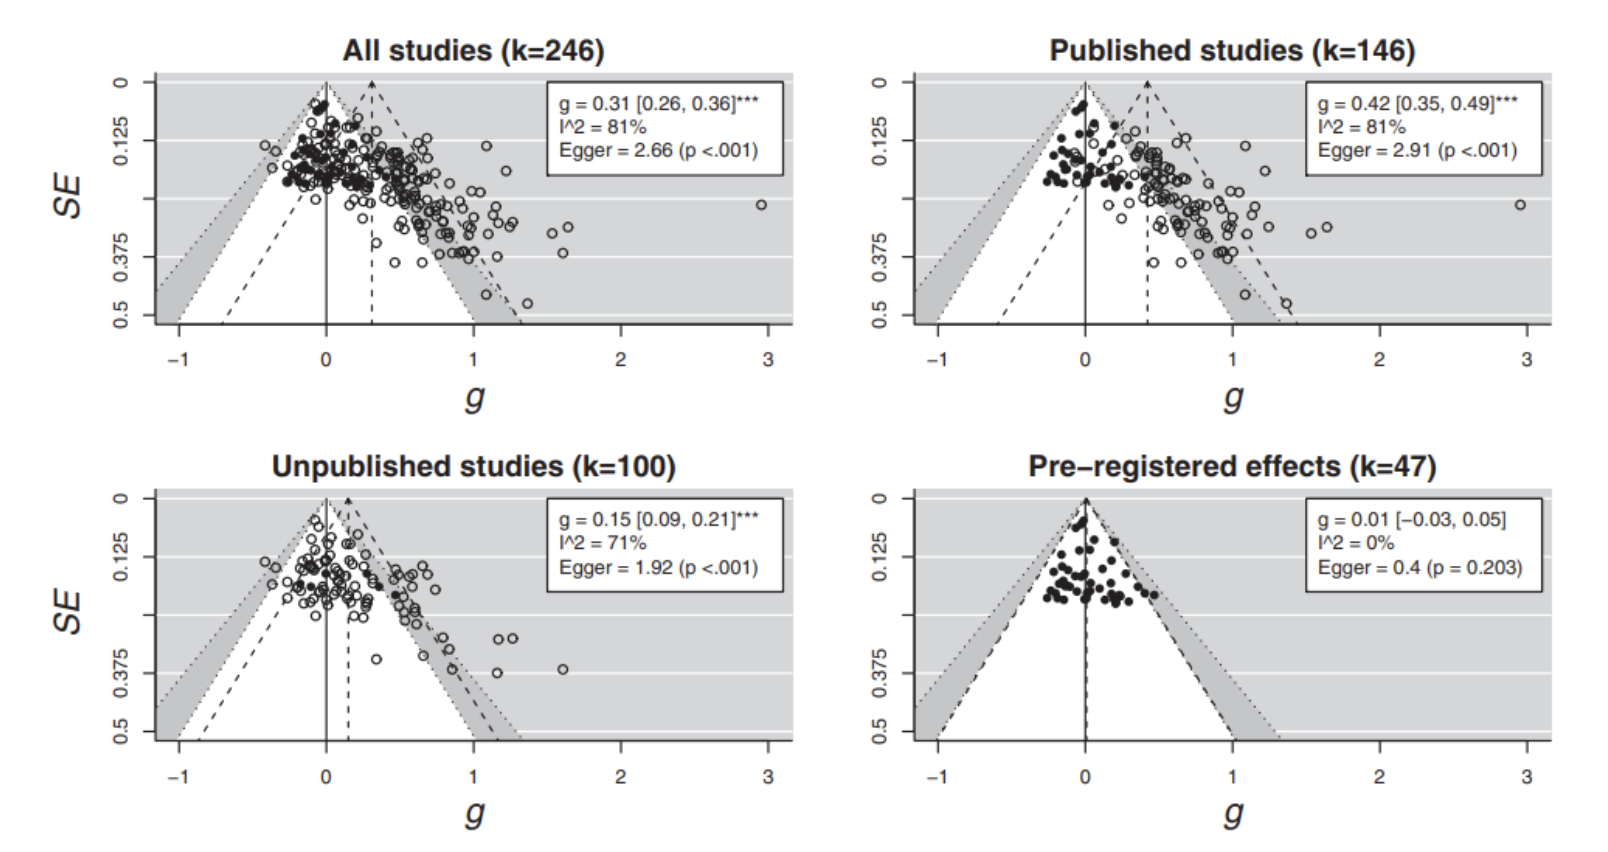 All studies (k=246)
g = 0.31 [0.26, 0.36]***
I^2 = 81%
Egger = 2.66 (p <.001)
SE
0
0.125
0.375
0.5
−1 0 1 2 3
g
Published studies (k=146)
g = 0.42 [0.35, 0.49]***
I^2 = 81%
Egger = 2.91 (p <.001)
0
0.125
0.375
0.5
−1 0 1 2 3
g
Unpublished studies (k=100)
g = 0.15 [0.09, 0.21]***
I^2 = 71%
Egger = 1.92 (p <.001)
SE
0
0.125
0.375
0.5
−1 0 1 2 3
g
Pre−registered effects (k=47)
g = 0.01 [−0.03, 0.05]
I^2 = 0%
Egger = 0.4 (p = 0.203)
0
0.125
0.375
0.5
−1 0 1 2 3
g